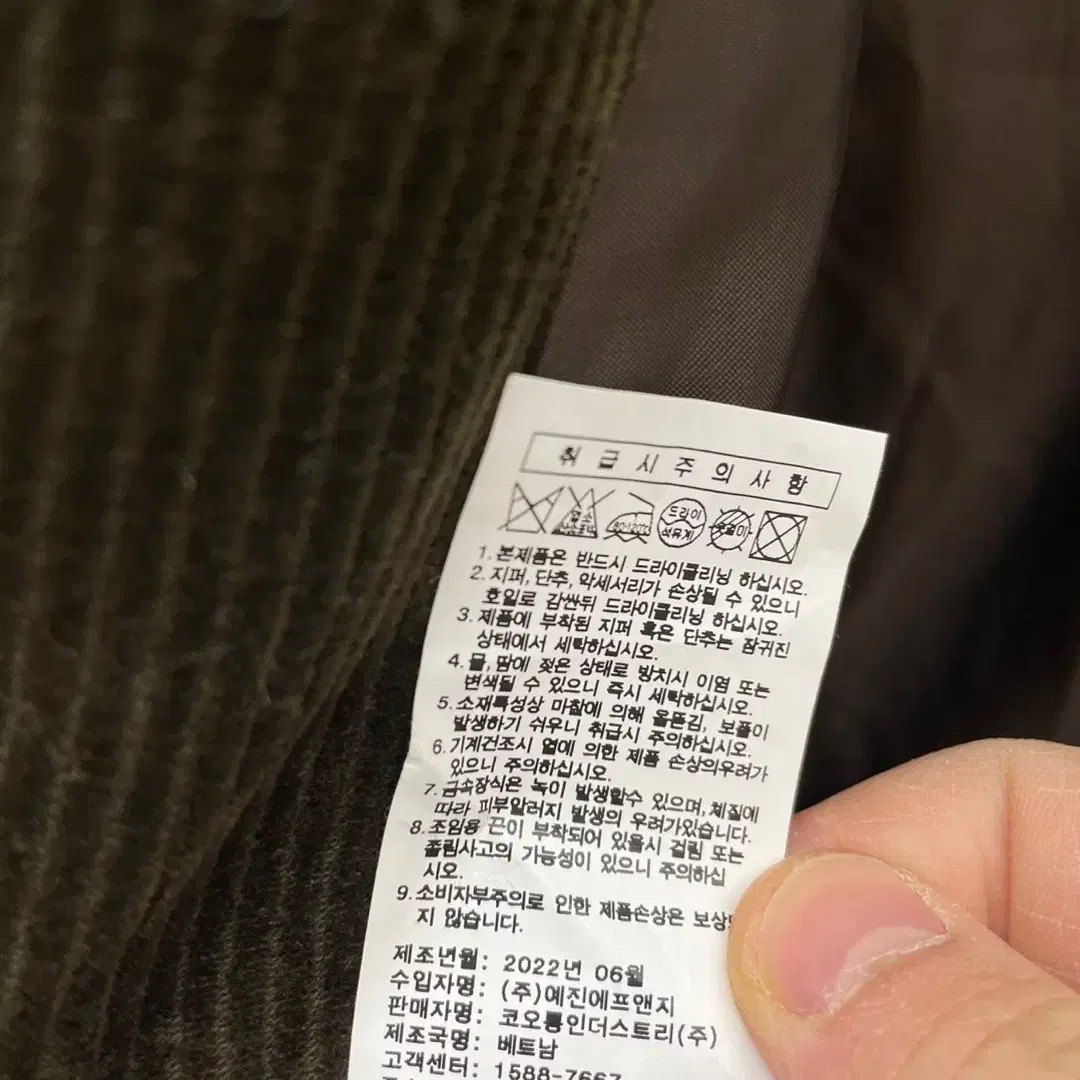 취급시주의사항
염소 산소표백 80-120℃ 드라이 석유계 옷걸이
1. 본제품은 반드시 드라이클리닝 하십시오.
2. 지퍼, 단추, 악세서리가 손상될 수 있으니
호일로 감싼뒤 드라이클리닝 하십시오.
3. 제품에 부착된 지퍼 혹은 단추는 잠궈진
상태에서 세탁하십시오.
4. 물, 땀에 젖은 상태로 방치시 이염 또는
변색될 수 있으니 즉시 세탁하십시오.
5. 소재특성상 마찰에 의해 올뜯김, 보풀이
발생하기 쉬우니 취급시 주의하십시오.
6. 기계건조시 열에 의한 제품 손상의우려가
있으니 주의하십시오.
7. 금속장식은 녹이 발생할수 있으며, 체질에
따라 피부알러지 발생의 우려가있습니다.
8. 조임용 끈이 부착되어 있을시 걸림 또는
졸림사고의 가능성이 있으니 주의하십
시오.
9. 소비자부주의로 인한 제품손상은 보상
지 않습니다.
제조년월: 2022년 06월
수입자명: (주)예진에프앤지
판매자명: 코오롱인더스트리(주)
제조국명: 베트남
고객센터: 1588-7667